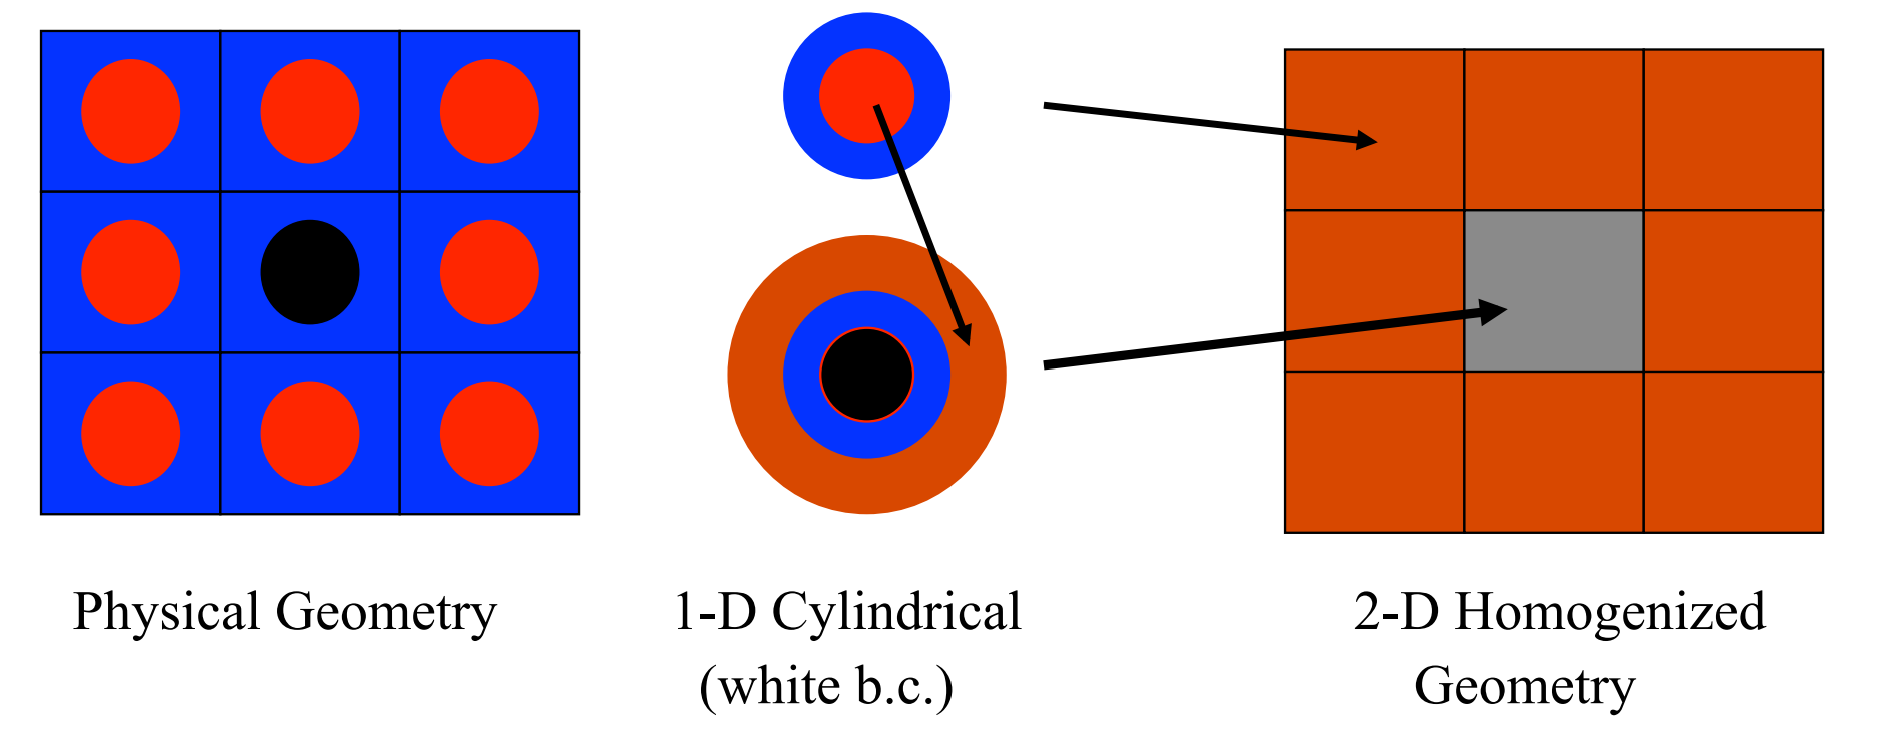 Physical Geometry
1-D Cylindrical
(white b.c.)
2-D Homogenized
Geometry